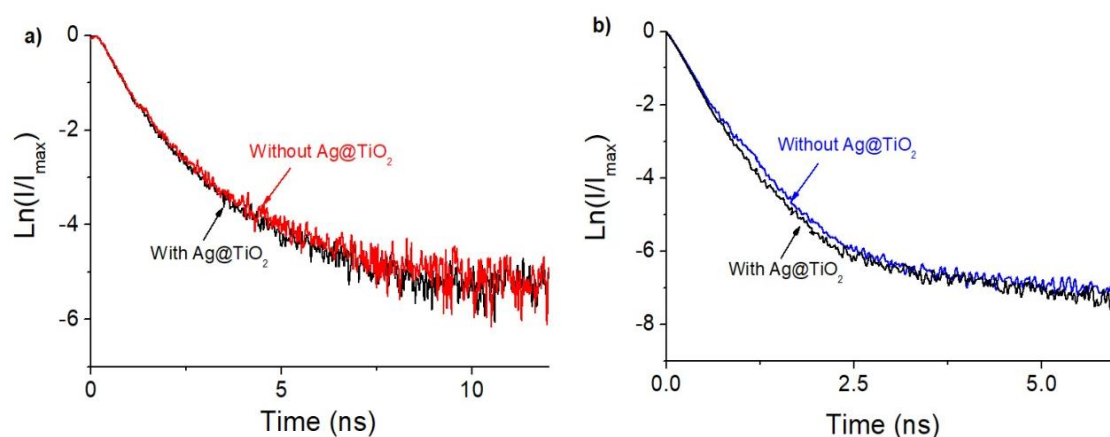 a)
0
-2
-4
-6
Ln(I/I_max)
Without Ag@TiO₂
With Ag@TiO₂
0
5
10
Time (ns)
b)
0
-2
-4
-6
-8
Ln(I/I_max)
Without Ag@TiO₂
With Ag@TiO₂
0.0
2.5
5.0
Time (ns)